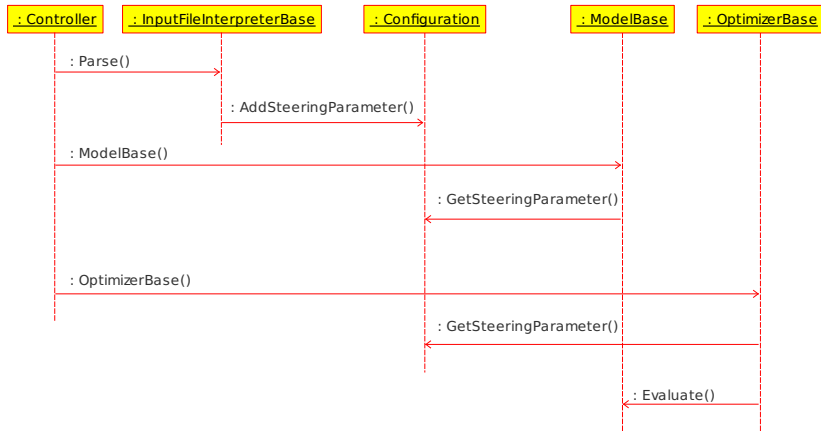 : Controller
: InputFileInterpreterBase
: Configuration
: ModelBase
: OptimizerBase
: Parse()
: AddSteeringParameter()
: ModelBase()
: GetSteeringParameter()
: OptimizerBase()
: GetSteeringParameter()
: Evaluate()